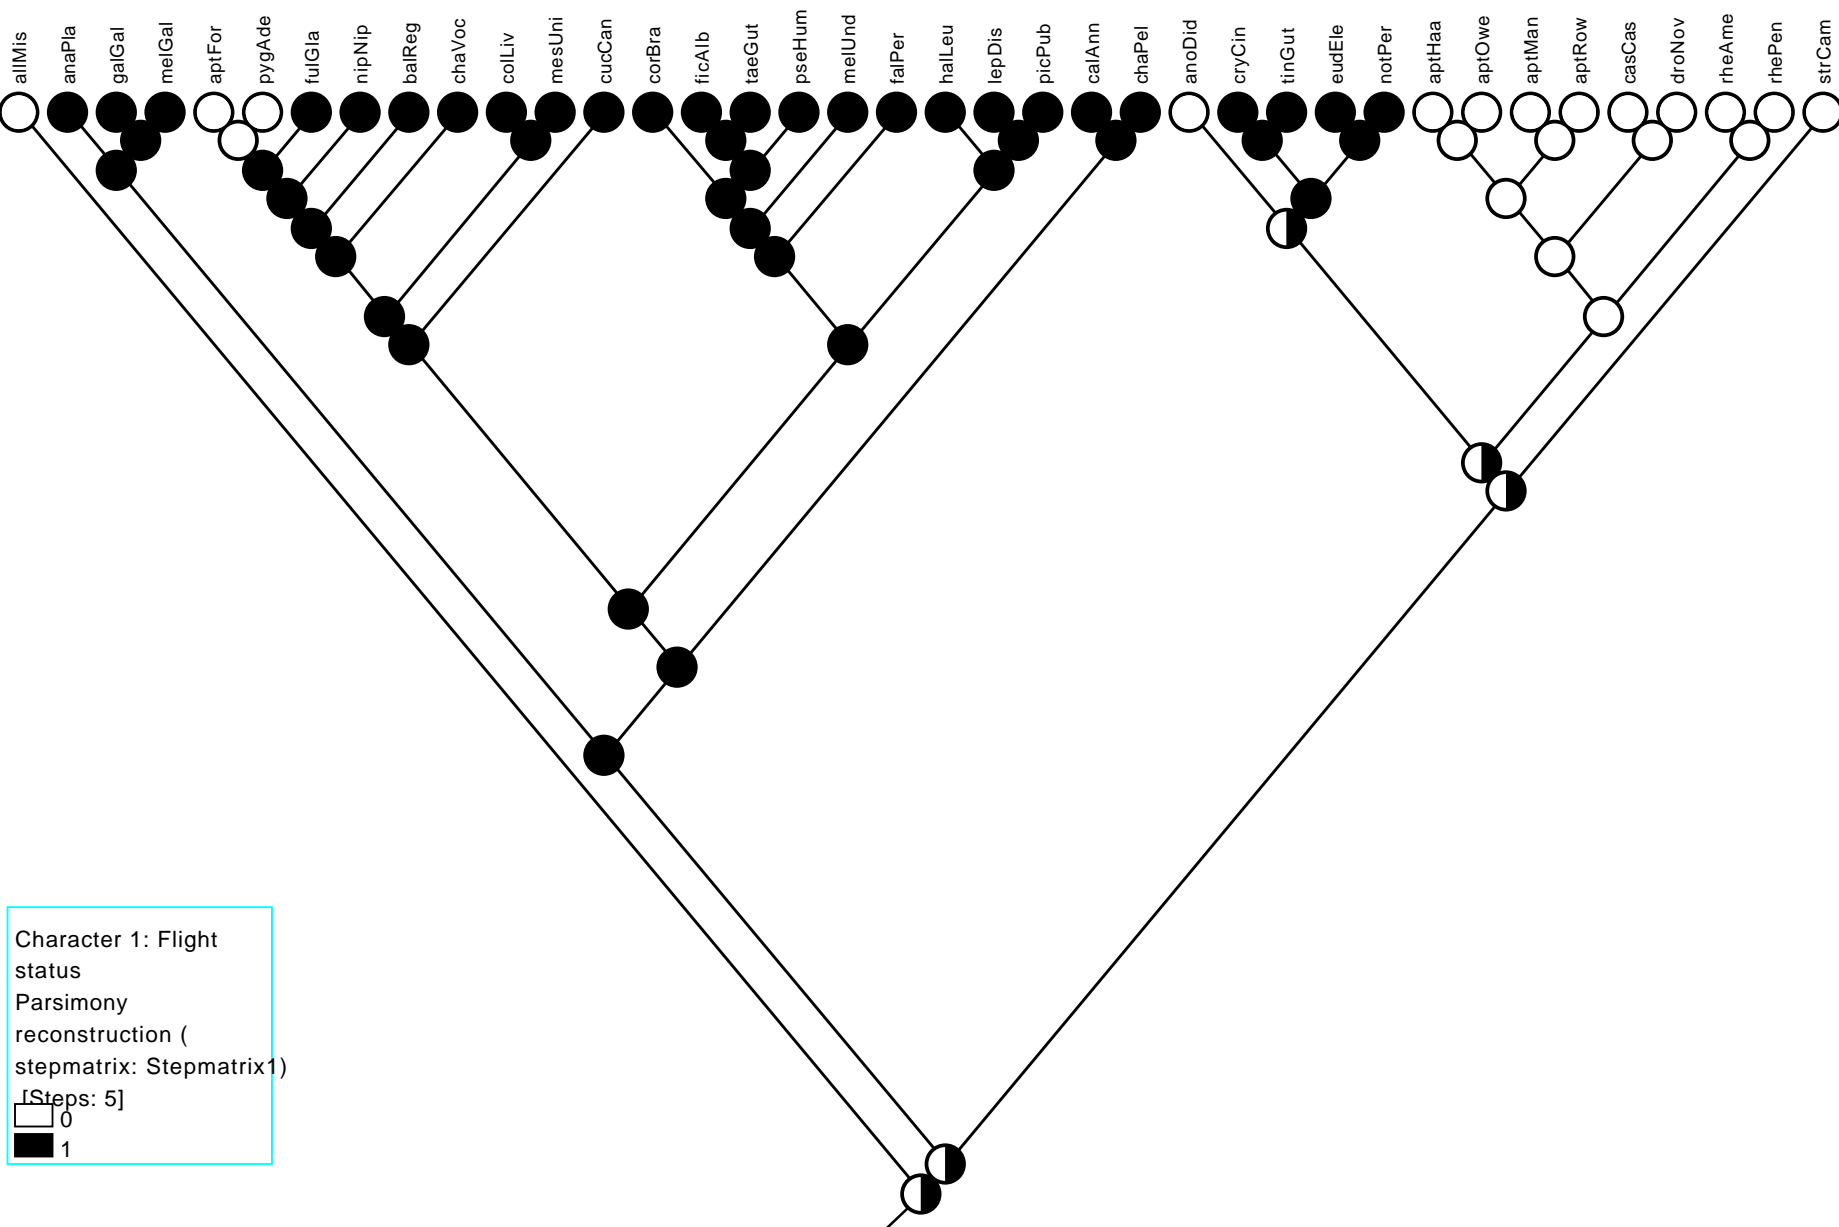 allMis
anaPla
galGal
melGal
aptFor
pygAde
fulGla
nipNip
balReg
chaVoc
colLiv
mesUni
cucCan
corBra
ficAlb
taeGut
pseHum
melUnd
falPer
halLeu
lepDis
picPub
calAnn
chaPel
anoDid
cryCin
tinGut
eudEle
notPer
aptHaa
aptOwe
aptMan
aptRow
casCas
droNov
rheAme
rhePen
strCam
Character 1: Flight
status
Parsimony
reconstruction (
stepmatrix: Stepmatrix1)
[Steps: 5]
0
1